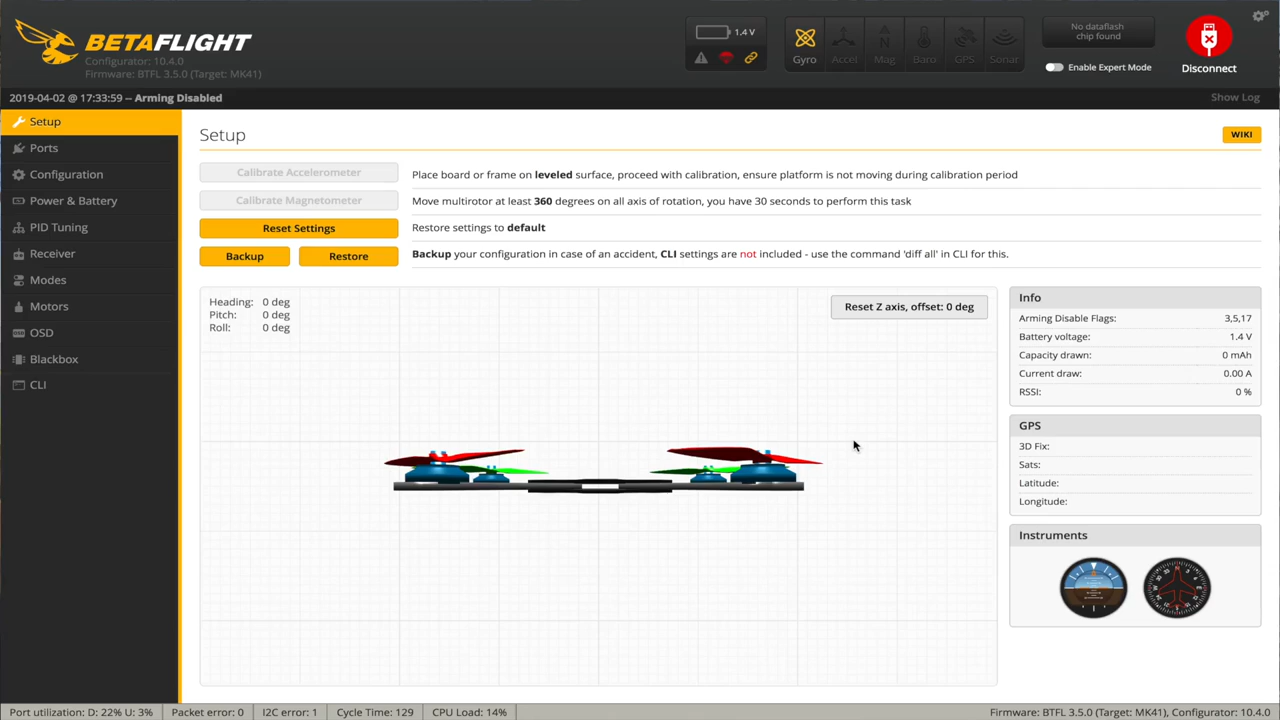 BETAFLIGHT
Configurator: 10.4.0
Firmware: BTFL 3.5.0 (Target: MK41)
1.4 V
Gyro
Accel
Mag
Baro
GPS
Sonar
No dataflash
chip found
Enable Expert Mode
Disconnect
2019-04-02 @ 17:33:59 -- Arming Disabled
Show Log
Setup
Ports
Configuration
Power & Battery
PID Tuning
Receiver
Modes
Motors
OSD
Blackbox
CLI
Setup
WIKI
Calibrate Accelerometer
Place board or frame on leveled surface, proceed with calibration, ensure platform is not moving during calibration period
Calibrate Magnetometer
Move multirotor at least 360 degrees on all axis of rotation, you have 30 seconds to perform this task
Reset Settings
Restore settings to default
Backup
Restore
Backup your configuration in case of an accident, CLI settings are not included - use the command 'diff all' in CLI for this.
Heading: 0 deg
Pitch: 0 deg
Roll: 0 deg
Reset Z axis, offset: 0 deg
Info
Arming Disable Flags: 3,5,17
Battery voltage: 1.4 V
Capacity drawn: 0 mAh
Current draw: 0.00 A
RSSI: 0 %
GPS
3D Fix:
Sats:
Latitude:
Longitude:
Instruments
Port utilization: D: 22% U: 3%
Packet error: 0
I2C error: 1
Cycle Time: 129
CPU Load: 14%
Firmware: BTFL 3.5.0 (Target: MK41), Configurator: 10.4.0